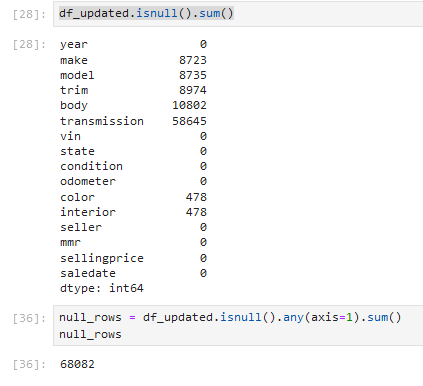 [28]: df_updated.isnull().sum()
[28]: year 0
make 8723
model 8735
trim 8974
body 10802
transmission 58645
vin 0
state 0
condition 0
odometer 0
color 478
interior 478
seller 0
mmr 0
sellingprice 0
saledate 0
dtype: int64
[36]: null_rows = df_updated.isnull().any(axis=1).sum()
null_rows
[36]: 68082